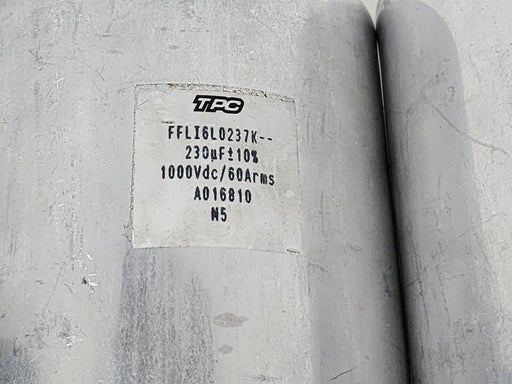 TPC
FFLI6L0237K--
230µF±10%
1000Vdc/60Arms
A016810
N5